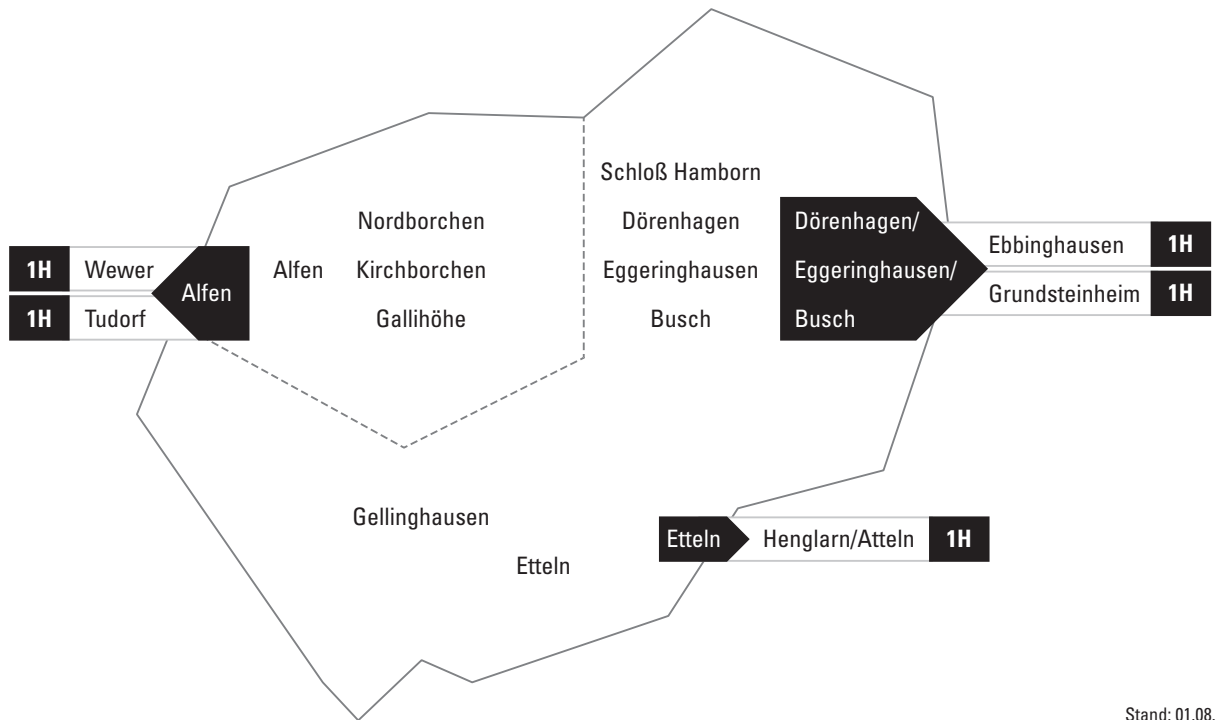 Schloß Hamborn
Nordborchen
Dörenhagen
Dörenhagen/
Ebbinghausen 1H
1H Wewer
Alfen
Alfen
Kirchborchen
Eggeringhausen
Eggeringhausen/
Grundsteinheim 1H
1H Tudorf
Gallihöhe
Busch
Busch
Gellinghausen
Etteln
Henglarn/Atteln 1H
Etteln
Stand: 01.08.